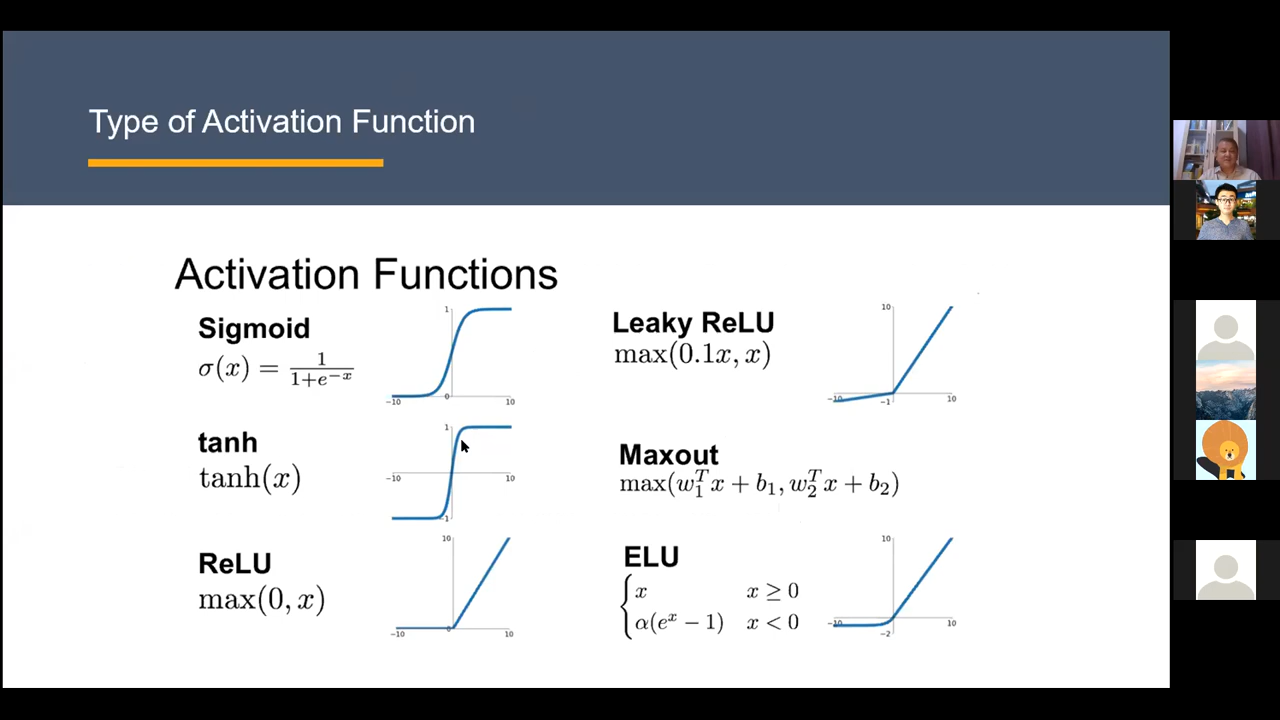 Type of Activation Function
Activation Functions
Sigmoid
σ(x) = 1/(1+e^{-x})
1
-10
0
10
tanh
tanh(x)
1
-10
10
-1
ReLU
max(0, x)
10
-10
0
10
Leaky ReLU
max(0.1x, x)
10
-10
-1
10
Maxout
max(w_1^T x + b_1, w_2^T x + b_2)
ELU
x x ≥ 0
α(e^x − 1) x < 0
10
-10
-2
10